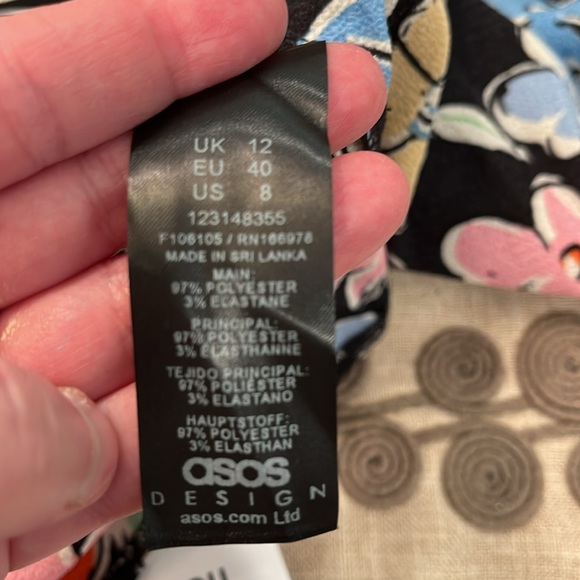 UK 12
EU 40
US 8
123148355
F106105 / RN166978
MADE IN SRI LANKA
MAIN:
97% POLYESTER
3% ELASTANE
PRINCIPAL:
97% POLYESTER
3% ELASTHANNE
TEJIDO PRINCIPAL:
97% POLIÉSTER
3% ELASTANO
HAUPTSTOFF:
97% POLYESTER
3% ELASTHAN
asos
DESIGN
asos.com Ltd